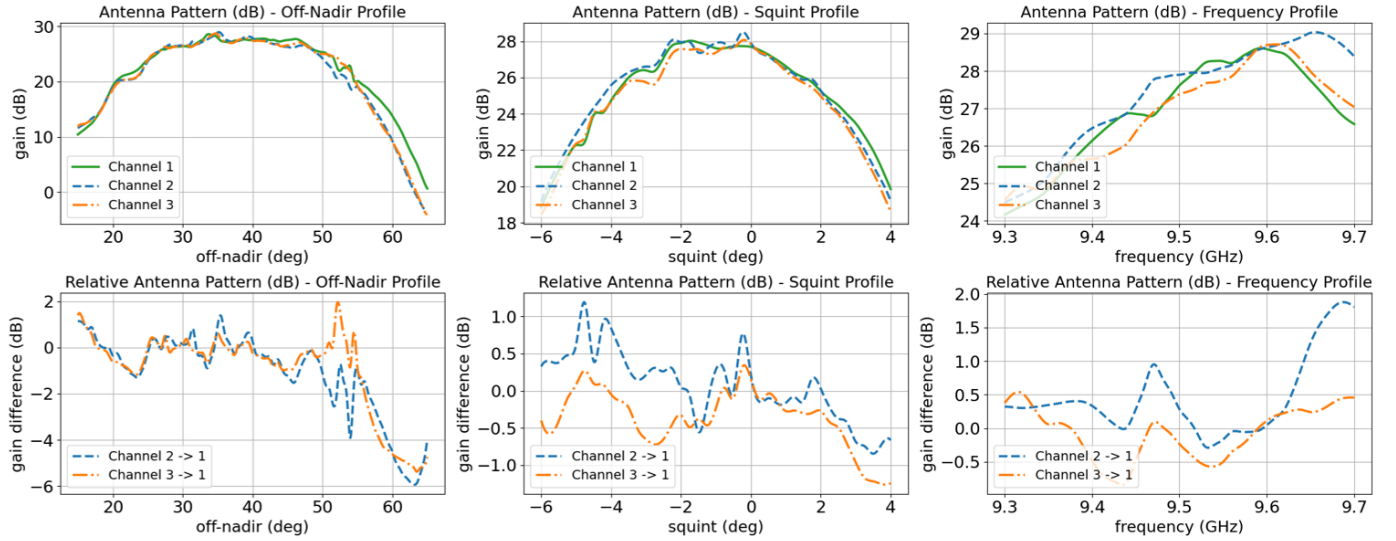 Antenna Pattern (dB) - Off-Nadir Profile
30
20
10
0
gain (dB)
Channel 1
Channel 2
Channel 3
20 30 40 50 60
off-nadir (deg)
Antenna Pattern (dB) - Squint Profile
28
26
24
22
20
18
gain (dB)
Channel 1
Channel 2
Channel 3
−6 −4 −2 0 2 4
squint (deg)
Antenna Pattern (dB) - Frequency Profile
29
28
27
26
25
24
gain (dB)
Channel 1
Channel 2
Channel 3
9.3 9.4 9.5 9.6 9.7
frequency (GHz)
Relative Antenna Pattern (dB) - Off-Nadir Profile
2
0
−2
−4
−6
gain difference (dB)
Channel 2 -> 1
Channel 3 -> 1
20 30 40 50 60
off-nadir (deg)
Relative Antenna Pattern (dB) - Squint Profile
1.0
0.5
0.0
−0.5
−1.0
gain difference (dB)
Channel 2 -> 1
Channel 3 -> 1
−6 −4 −2 0 2 4
squint (deg)
Relative Antenna Pattern (dB) - Frequency Profile
2.0
1.5
1.0
0.5
0.0
−0.5
gain difference (dB)
Channel 2 -> 1
Channel 3 -> 1
9.3 9.4 9.5 9.6 9.7
frequency (GHz)